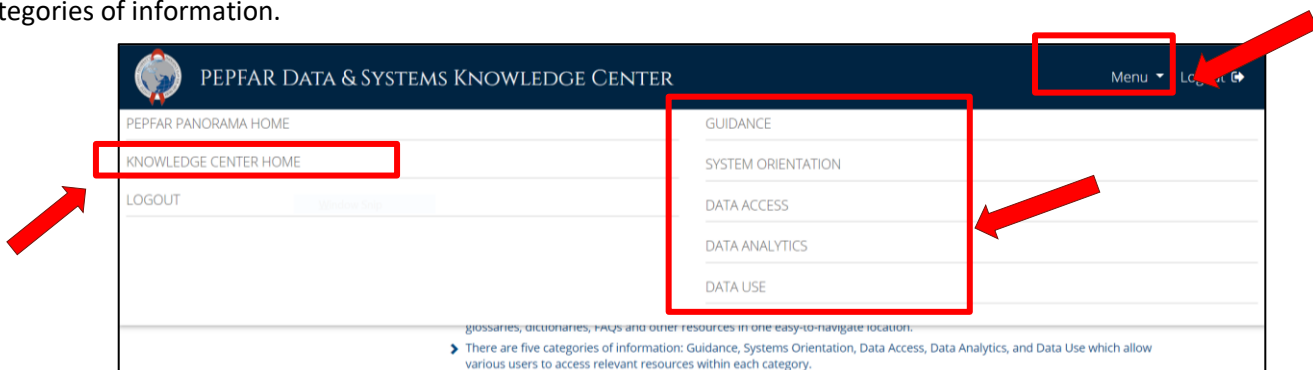 tegories of information.
PEPFAR DATA & SYSTEMS KNOWLEDGE CENTER
Menu
PEPFAR PANORAMA HOME
KNOWLEDGE CENTER HOME
LOGOUT
GUIDANCE
SYSTEM ORIENTATION
DATA ACCESS
DATA ANALYTICS
DATA USE
glossaries, dictionaries, FAQs and other resources in one easy-to-navigate location.
There are five categories of information: Guidance, Systems Orientation, Data Access, Data Analytics, and Data Use which allow
various users to access relevant resources within each category.